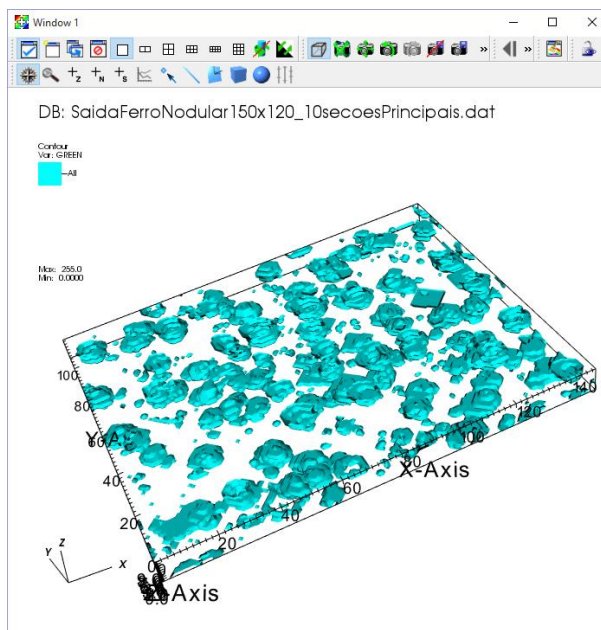 Window 1
DB: SaidaFerroNodular150x120_10secoesPrincipais.dat
Contour
Var: GREEN
All
Max: 255.0
Min: 0.0000
100
80
60
40
20
0
20
40
60
80
100
120
140
X-Axis
Z
Y
X